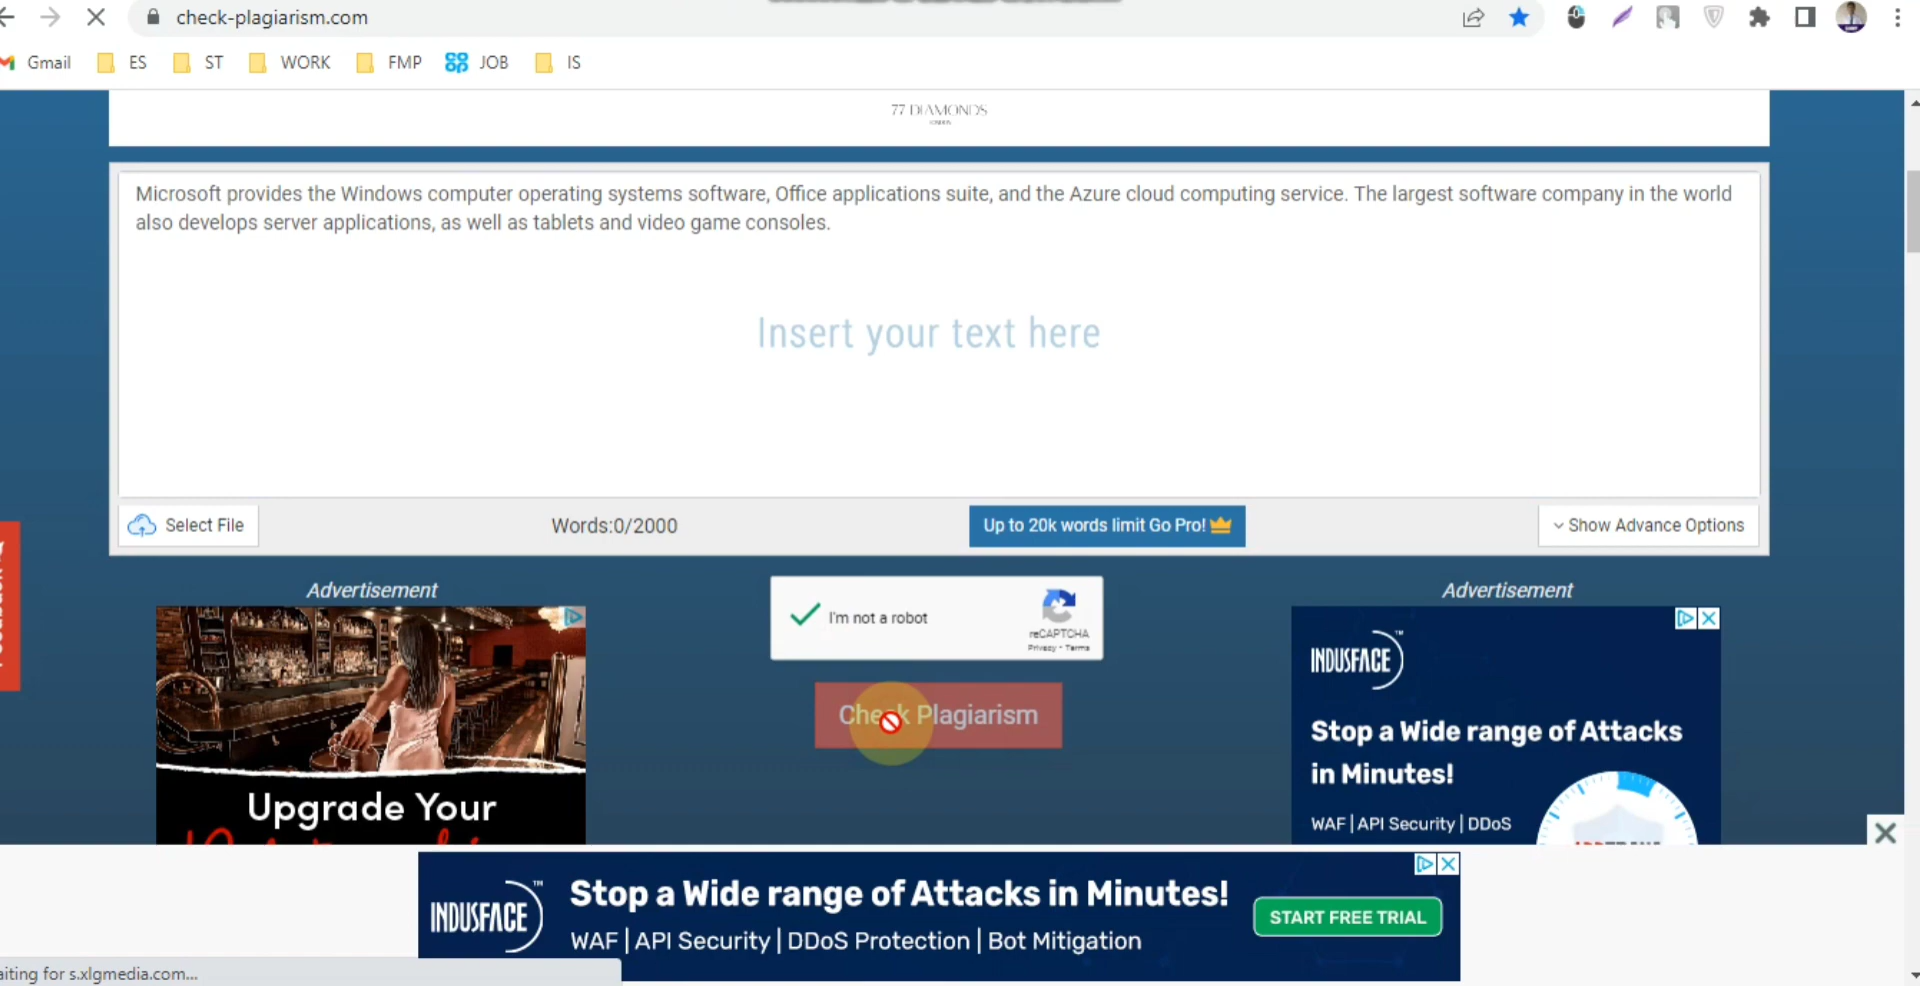 check-plagiarism.com
Gmail ES ST WORK FMP JOB IS
77 DIAMONDS
LONDON
Microsoft provides the Windows computer operating systems software, Office applications suite, and the Azure cloud computing service. The largest software company in the world
also develops server applications, as well as tablets and video game consoles.
Insert your text here
Select File
Words:0/2000
Up to 20k words limit Go Pro!
Show Advance Options
Advertisement
I'm not a robot
reCAPTCHA
Privacy - Terms
Check Plagiarism
Upgrade Your
Advertisement
INDUSFACE™
Stop a Wide range of Attacks
in Minutes!
WAF | API Security | DDoS
INDUSFACE™
Stop a Wide range of Attacks in Minutes!
WAF | API Security | DDoS Protection | Bot Mitigation
START FREE TRIAL
aiting for s.xlgmedia.com...